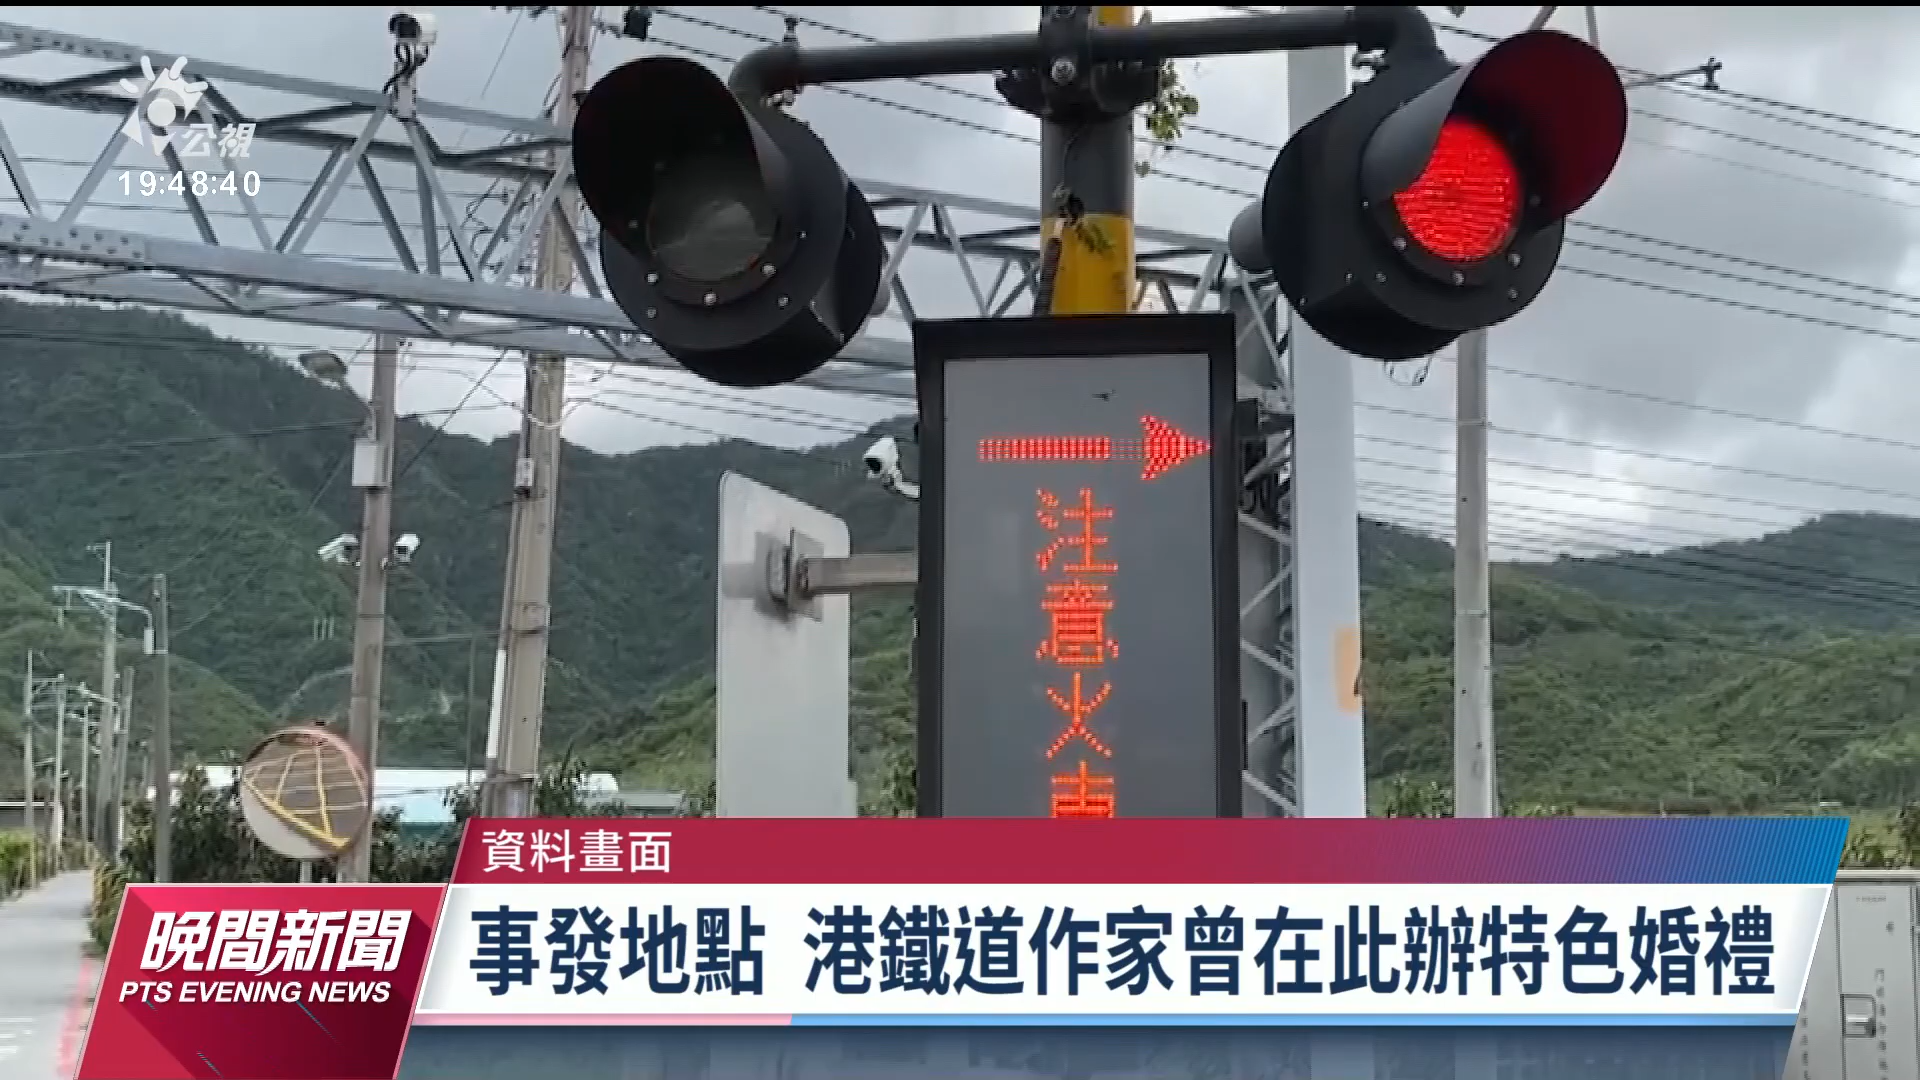 公視
19:48:40
注意火車
資料畫面
事發地點 港鐵道作家曾在此辦特色婚禮
晚間新聞
PTS EVENING NEWS